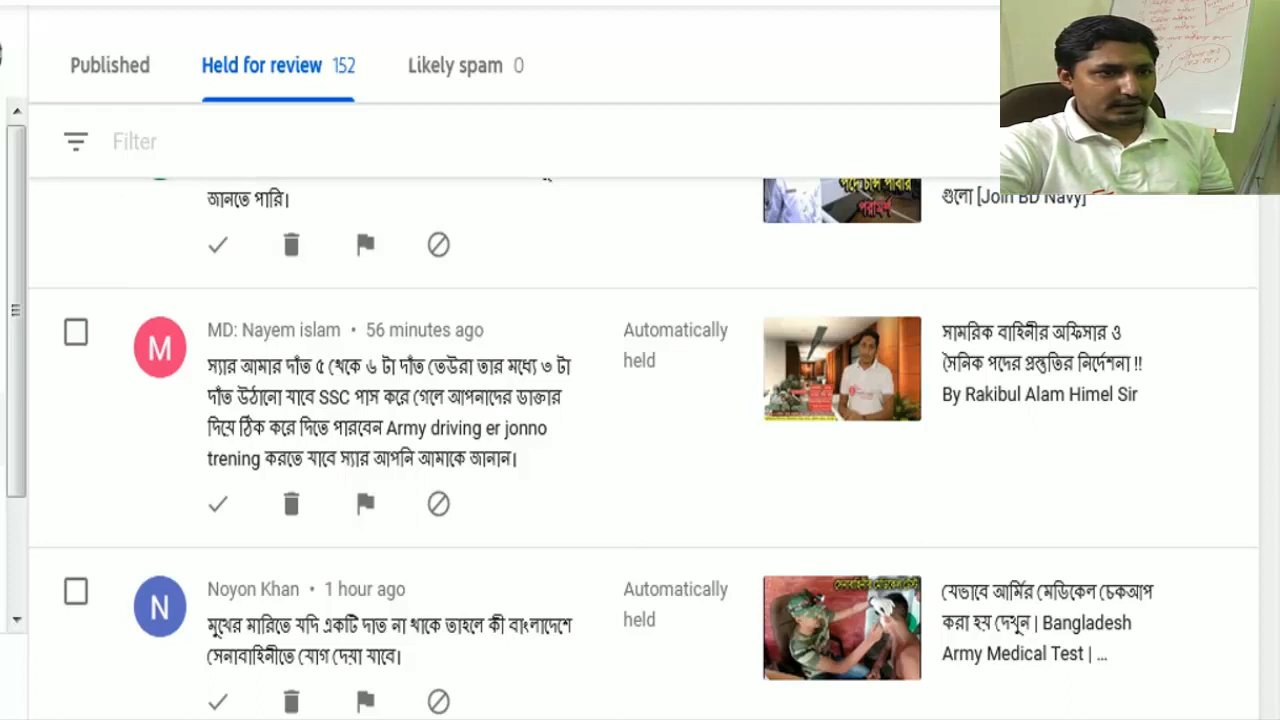 Published
Held for review 152
Likely spam 0
Filter
জানতে পারি।
পদে চান্স পাবার
পরামর্শ
গুলো [Join BD Navy]
MD: Nayem islam • 56 minutes ago
স্যার আমার দাঁত ৫ থেকে ৬ টা দাঁত তেউরা তার মধ্যে ৩ টা
দাঁত উঠানো যাবে SSC পাস করে গেলে আপনাদের ডাক্তার
দিযে ঠিক করে দিতে পারবেন Army driving er jonno
trening করতে যাবে স্যার আপনি আমাকে জানান।
Automatically
held
সামরিক বাহিনীর অফিসার ও
সৈনিক পদের প্রস্তুতির নির্দেশনা !!
By Rakibul Alam Himel Sir
Noyon Khan • 1 hour ago
মুখের মারিতে যদি একটি দাত না থাকে তাহলে কী বাংলাদেশে
সেনাবাহিনীতে যোগ দেয়া যাবে।
Automatically
held
সেনাবাহিনীর মেডিকেল টেস্ট
যেভাবে আর্মির মেডিকেল চেকআপ
করা হয় দেখুন | Bangladesh
Army Medical Test | ...